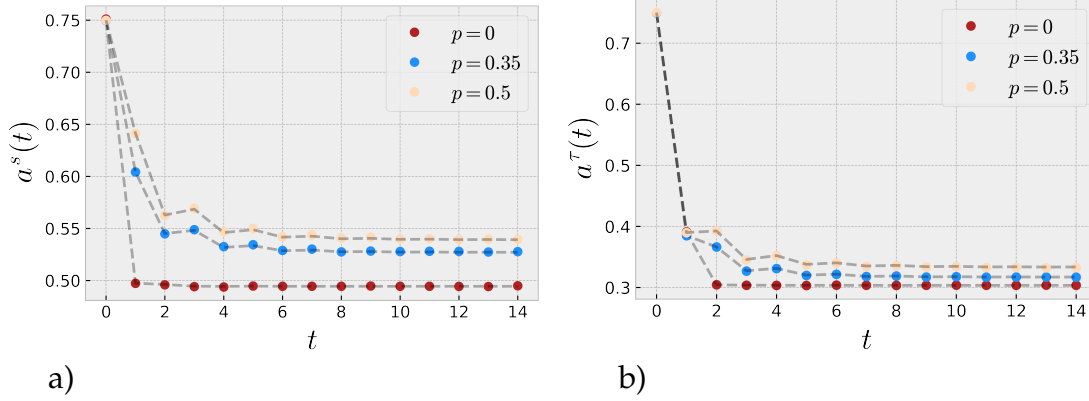 0.75
0.70
0.65
0.60
0.55
0.50
a^s(t)
p = 0
p = 0.35
p = 0.5
0 2 4 6 8 10 12 14
t
a)
0.7
0.6
0.5
0.4
0.3
a^τ(t)
p = 0
p = 0.35
p = 0.5
0 2 4 6 8 10 12 14
t
b)